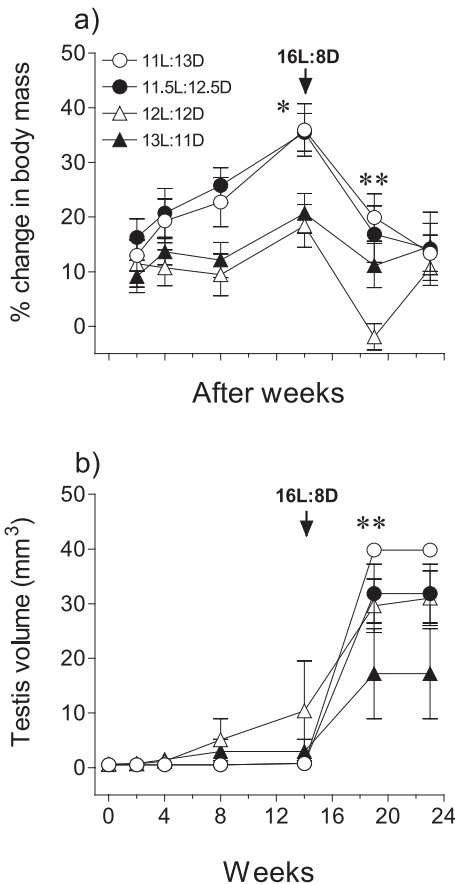 a)
16L:8D
50
40
30
20
10
0
% change in body mass
11L:13D
11.5L:12.5D
12L:12D
13L:11D
*
**
After weeks
b)
16L:8D
50
40
30
20
10
0
Testis volume (mm³)
**
0 4 8 12 16 20 24
Weeks